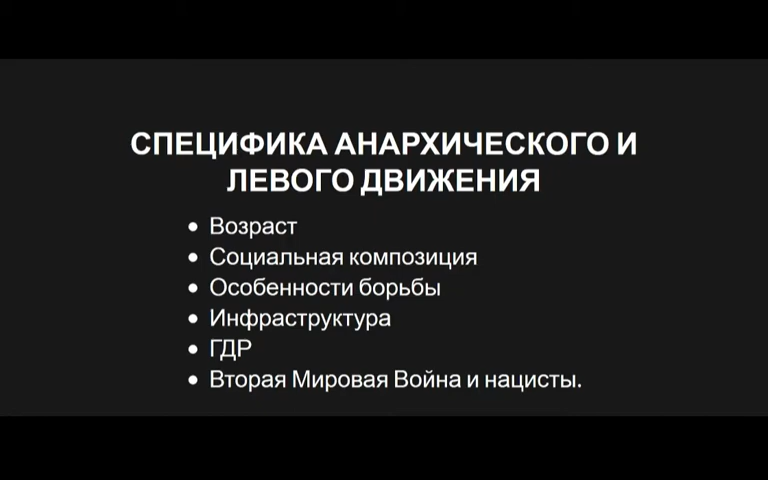 СПЕЦИФИКА АНАРХИЧЕСКОГО И
ЛЕВОГО ДВИЖЕНИЯ
• Возраст
• Социальная композиция
• Особенности борьбы
• Инфраструктура
• ГДР
• Вторая Мировая Война и нацисты.